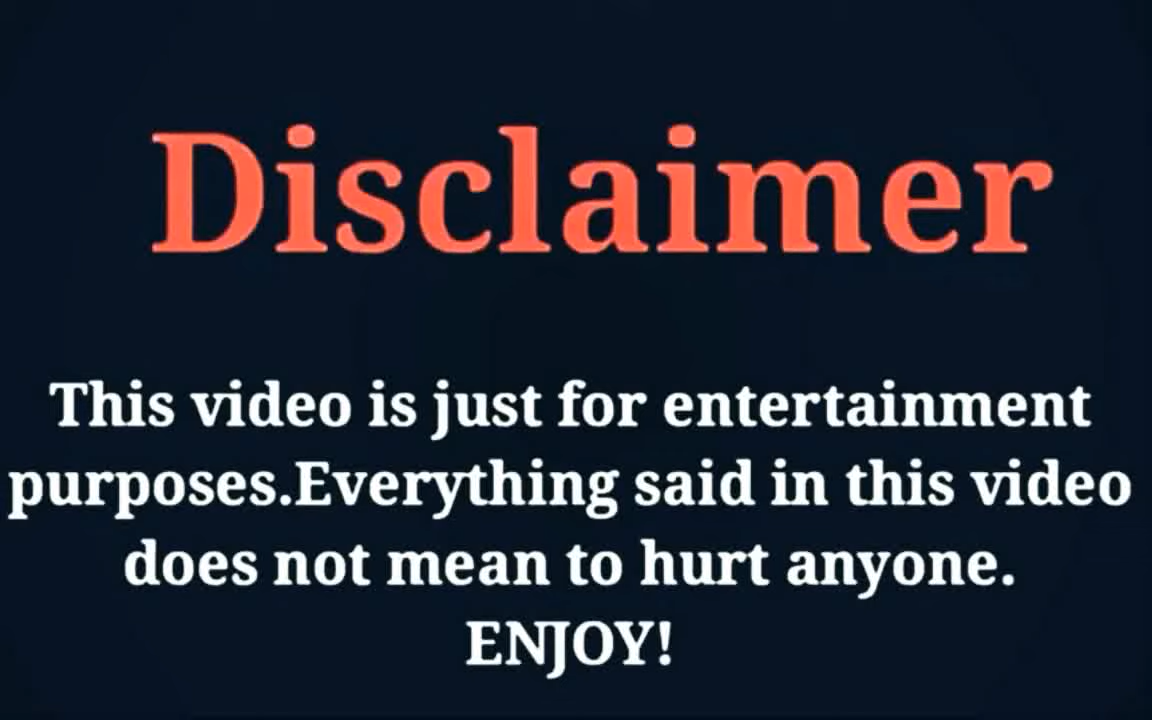 Disclaimer
This video is just for entertainment
purposes.Everything said in this video
does not mean to hurt anyone.
ENJOY!